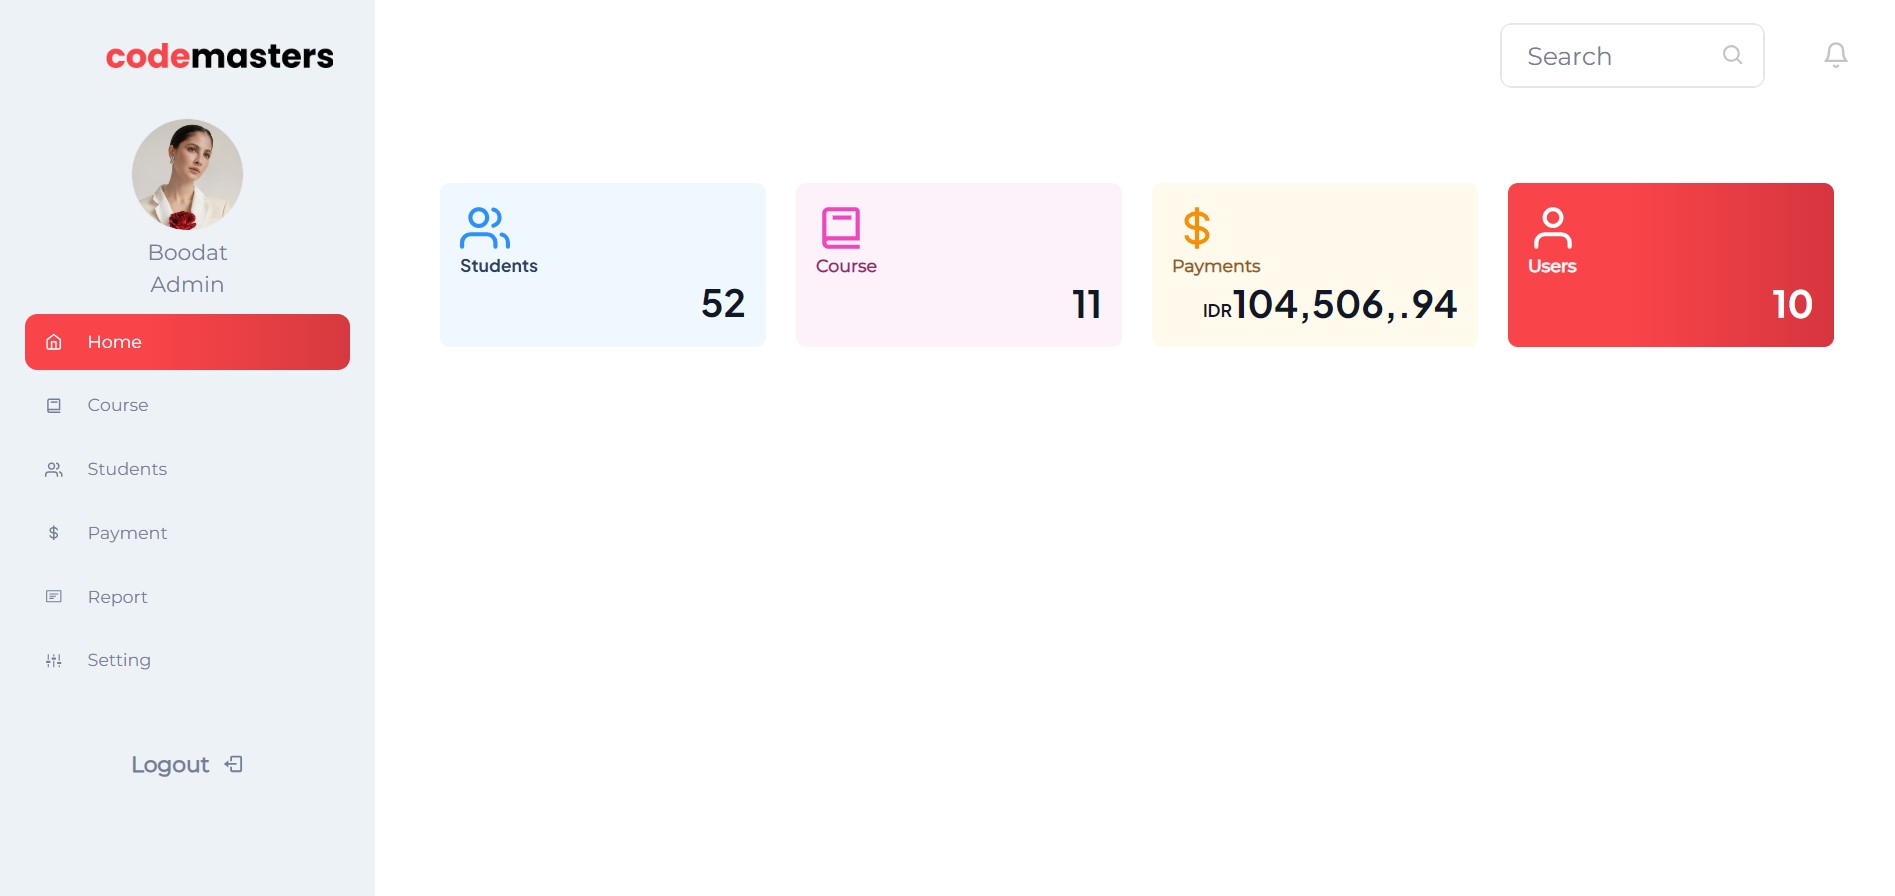 codemasters
Boodat
Admin
Home
Course
Students
Payment
Report
Setting
Logout
Search
Students
52
Course
11
Payments
IDR104,506,.94
Users
10